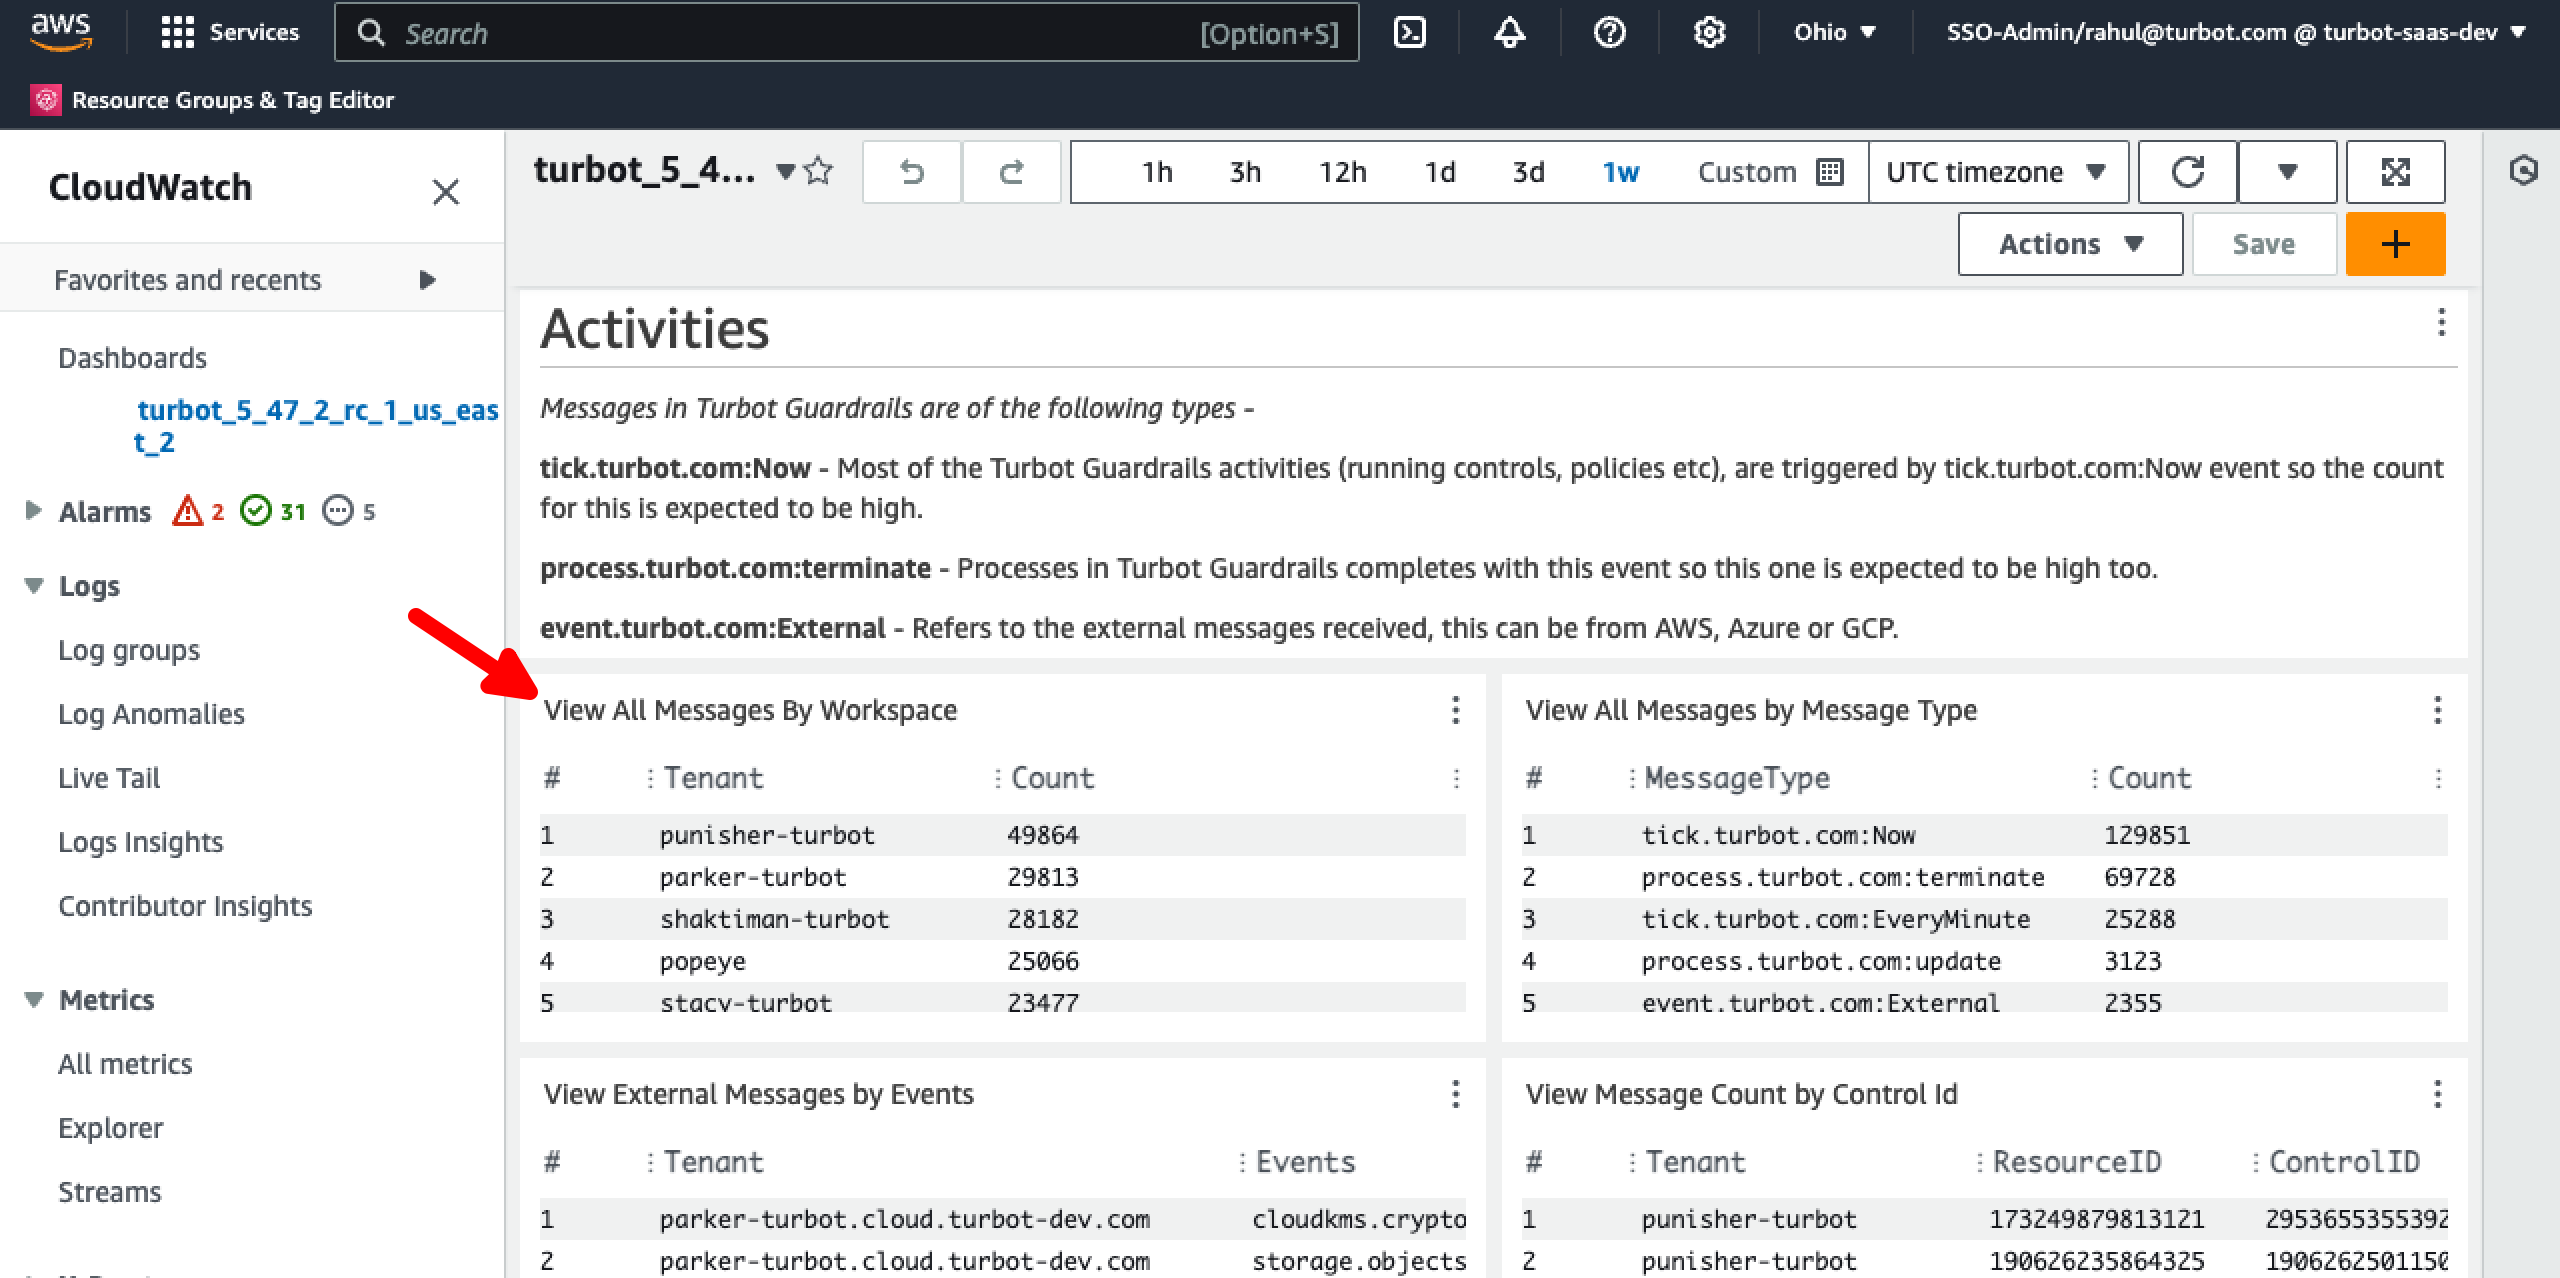 aws
Services
Search [Option+S]
Ohio
SSO-Admin/rahul@turbot.com @ turbot-saas-dev
Resource Groups & Tag Editor
CloudWatch
Favorites and recents
Dashboards
turbot_5_47_2_rc_1_us_eas
t_2
Alarms 2 31 5
Logs
Log groups
Log Anomalies
Live Tail
Logs Insights
Contributor Insights
Metrics
All metrics
Explorer
Streams
turbot_5_4...
1h 3h 12h 1d 3d 1w Custom UTC timezone
Actions Save +
Activities
Messages in Turbot Guardrails are of the following types -
tick.turbot.com:Now - Most of the Turbot Guardrails activities (running controls, policies etc), are triggered by tick.turbot.com:Now event so the count
for this is expected to be high.
process.turbot.com:terminate - Processes in Turbot Guardrails completes with this event so this one is expected to be high too.
event.turbot.com:External - Refers to the external messages received, this can be from AWS, Azure or GCP.
View All Messages By Workspace
# Tenant Count
1 punisher-turbot 49864
2 parker-turbot 29813
3 shaktiman-turbot 28182
4 popeye 25066
5 stacy-turbot 23477
View All Messages by Message Type
# MessageType Count
1 tick.turbot.com:Now 129851
2 process.turbot.com:terminate 69728
3 tick.turbot.com:EveryMinute 25288
4 process.turbot.com:update 3123
5 event.turbot.com:External 2355
View External Messages by Events
# Tenant Events
1 parker-turbot.cloud.turbot-dev.com cloudkms.crypto
2 parker-turbot.cloud.turbot-dev.com storage.objects
View Message Count by Control Id
# Tenant ResourceID ControlID
1 punisher-turbot 173249879813121 2953655355392
2 punisher-turbot 190626235864325 1906262501150